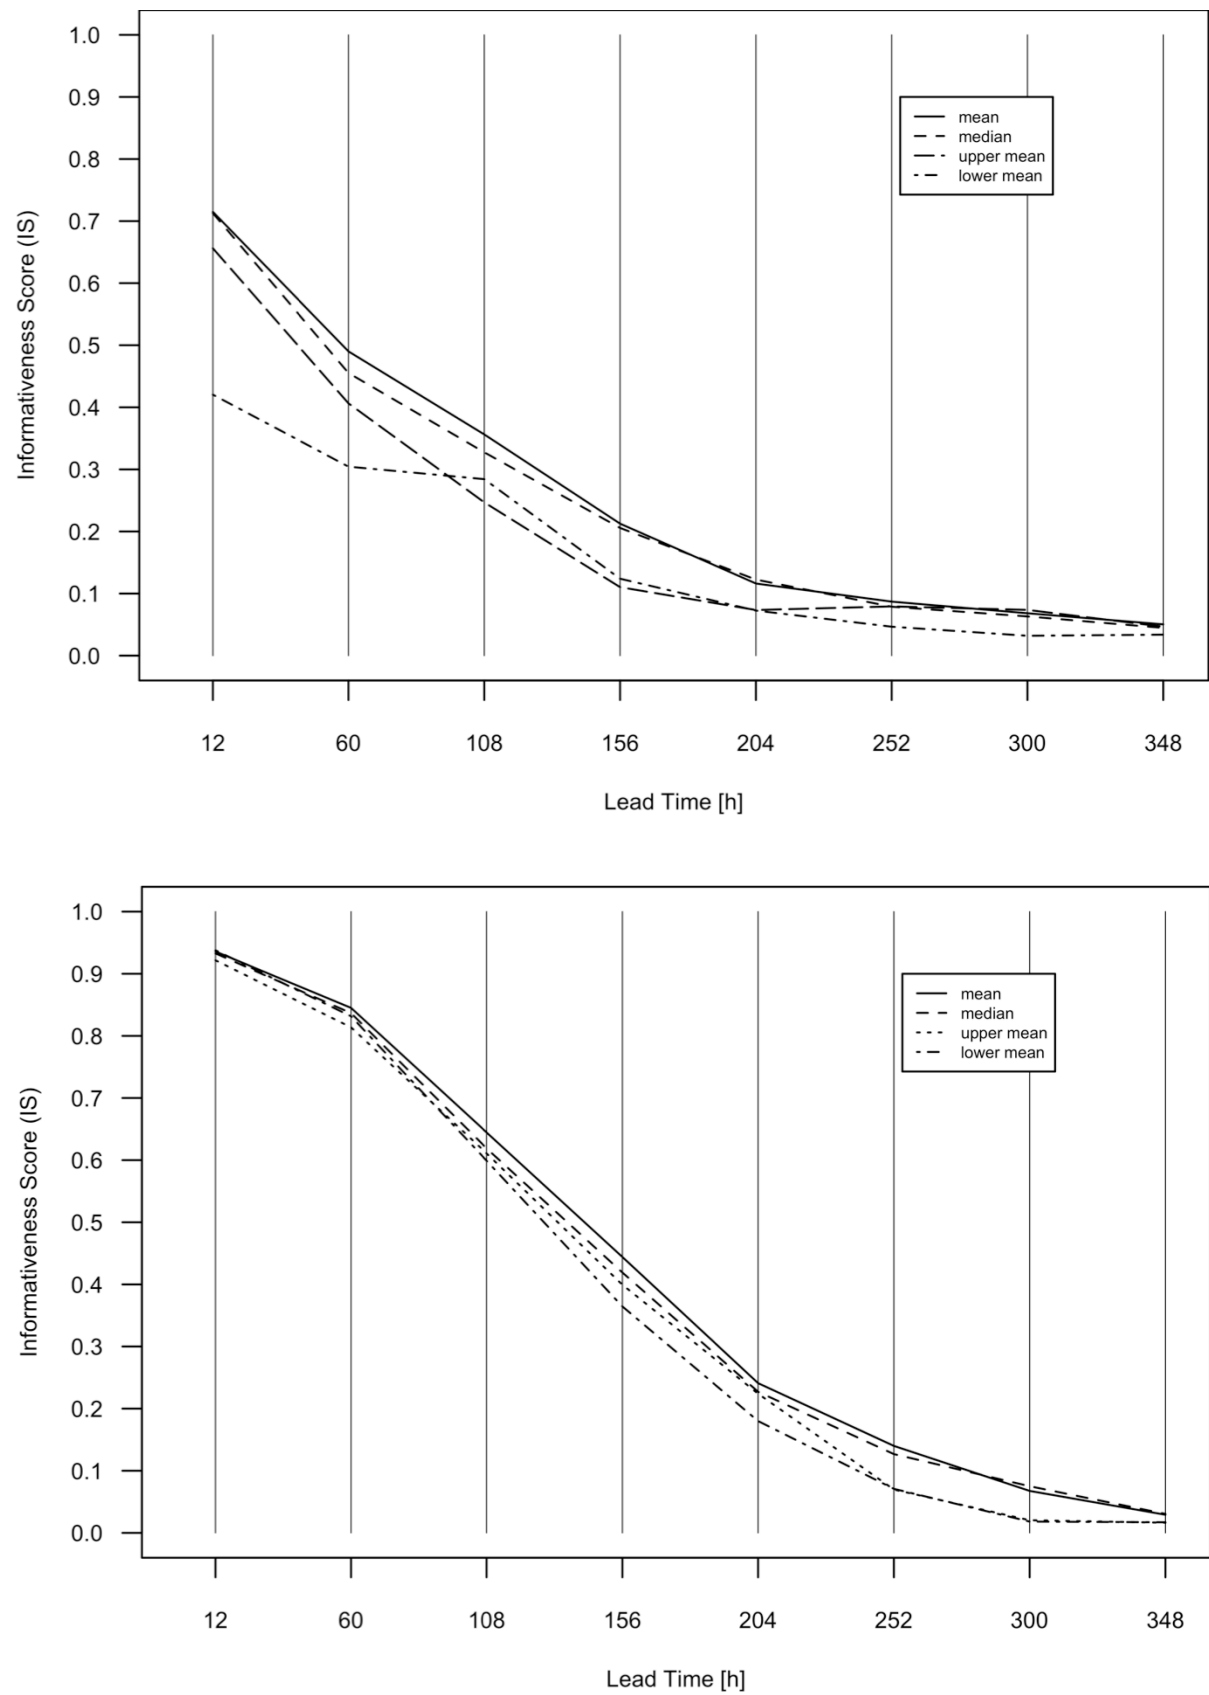 1.0
0.9
0.8
0.7
0.6
0.5
0.4
0.3
0.2
0.1
0.0
Informativeness Score (IS)
mean
median
upper mean
lower mean
12 60 108 156 204 252 300 348
Lead Time [h]
1.0
0.9
0.8
0.7
0.6
0.5
0.4
0.3
0.2
0.1
0.0
Informativeness Score (IS)
mean
median
upper mean
lower mean
12 60 108 156 204 252 300 348
Lead Time [h]